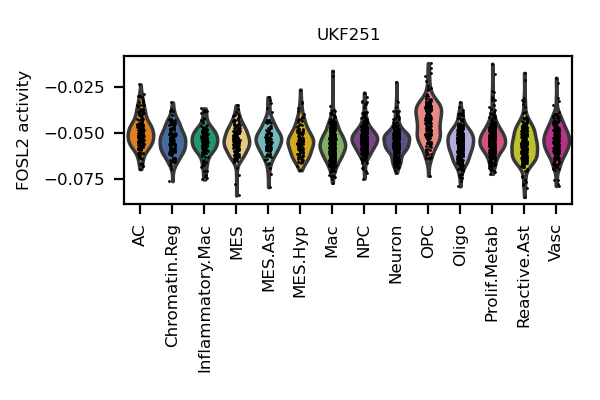 UKF251
FOSL2 activity
−0.025
−0.050
−0.075
AC
Chromatin.Reg
Inflammatory.Mac
MES
MES.Ast
MES.Hyp
Mac
NPC
Neuron
OPC
Oligo
Prolif.Metab
Reactive.Ast
Vasc